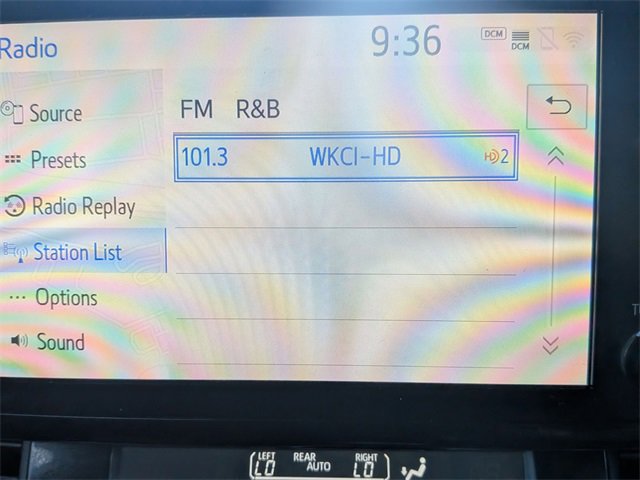 Radio
9:36
DCM
DCM
Source
FM R&B
Presets
101.3 WKCI-HD HD 2
Radio Replay
Station List
... Options
Sound
LEFT LO
REAR AUTO
RIGHT LO